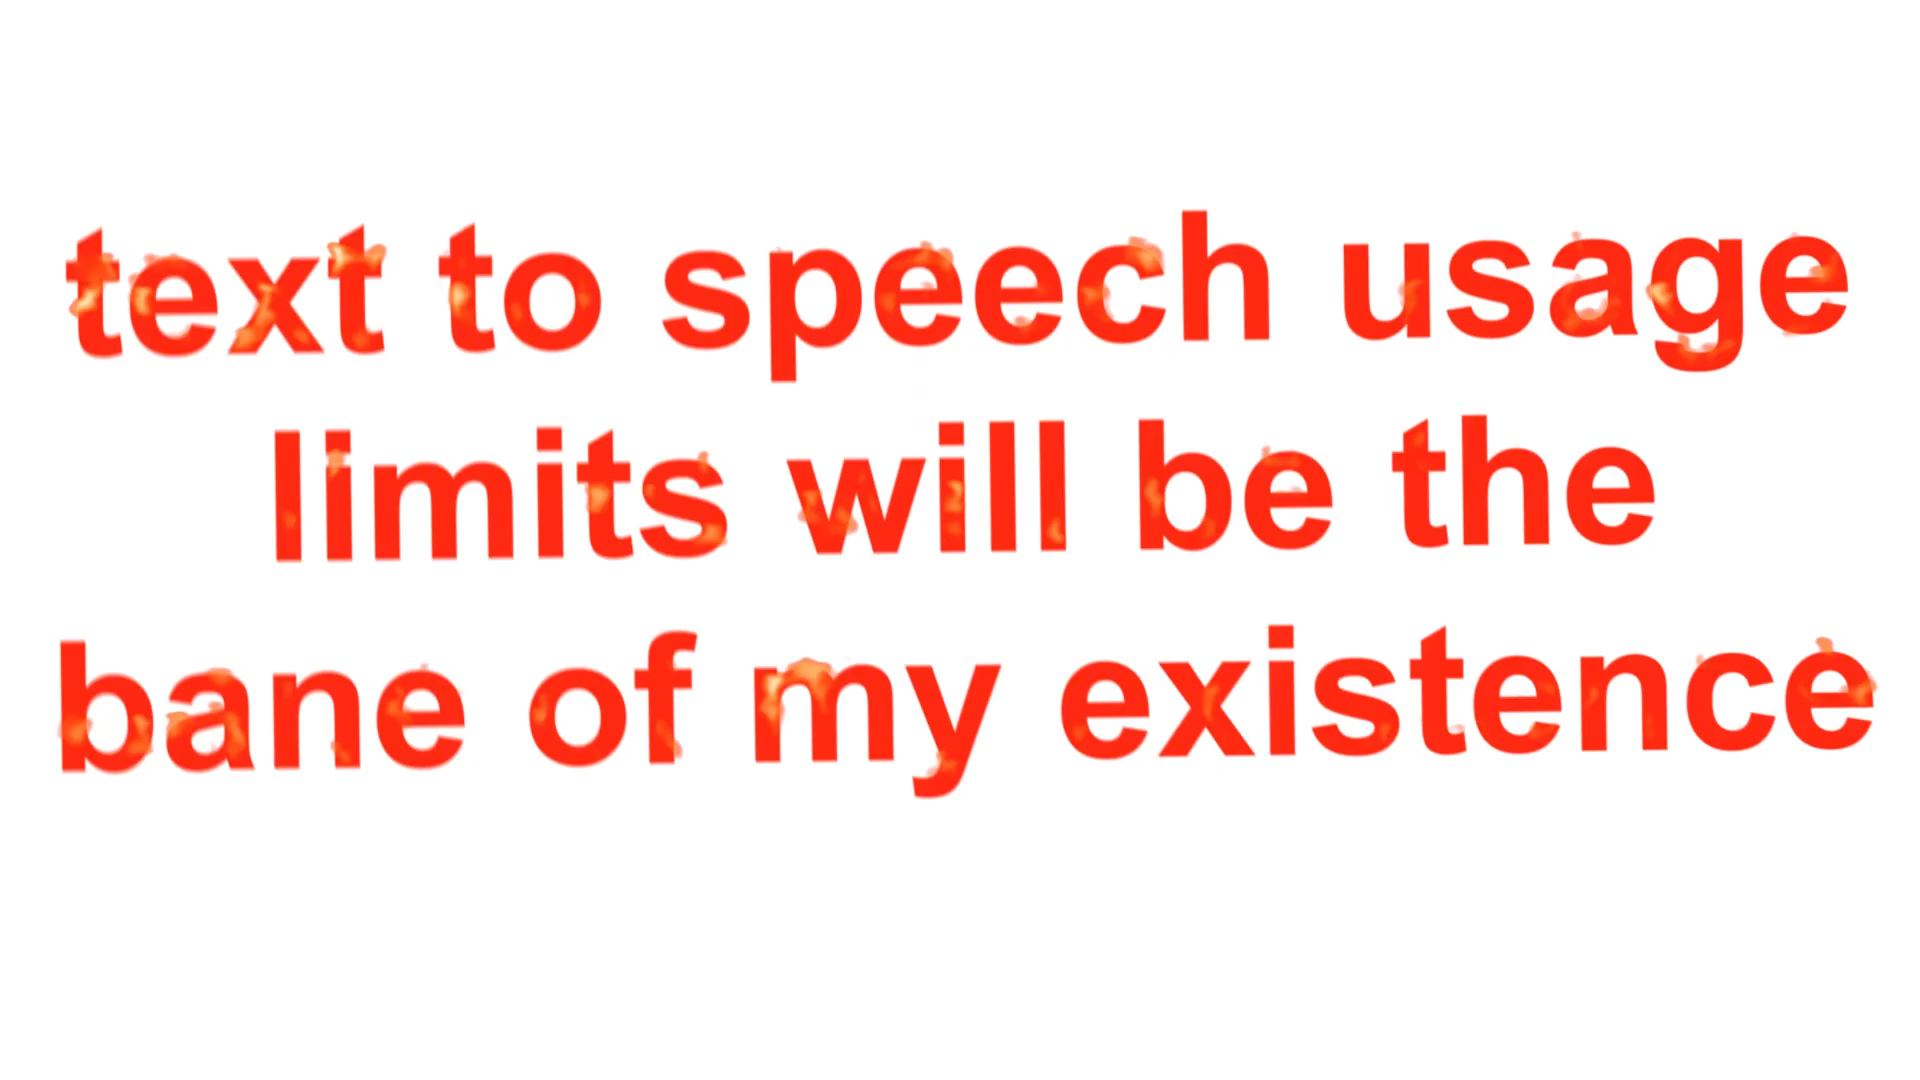 text to speech usage
limits will be the
bane of my existence